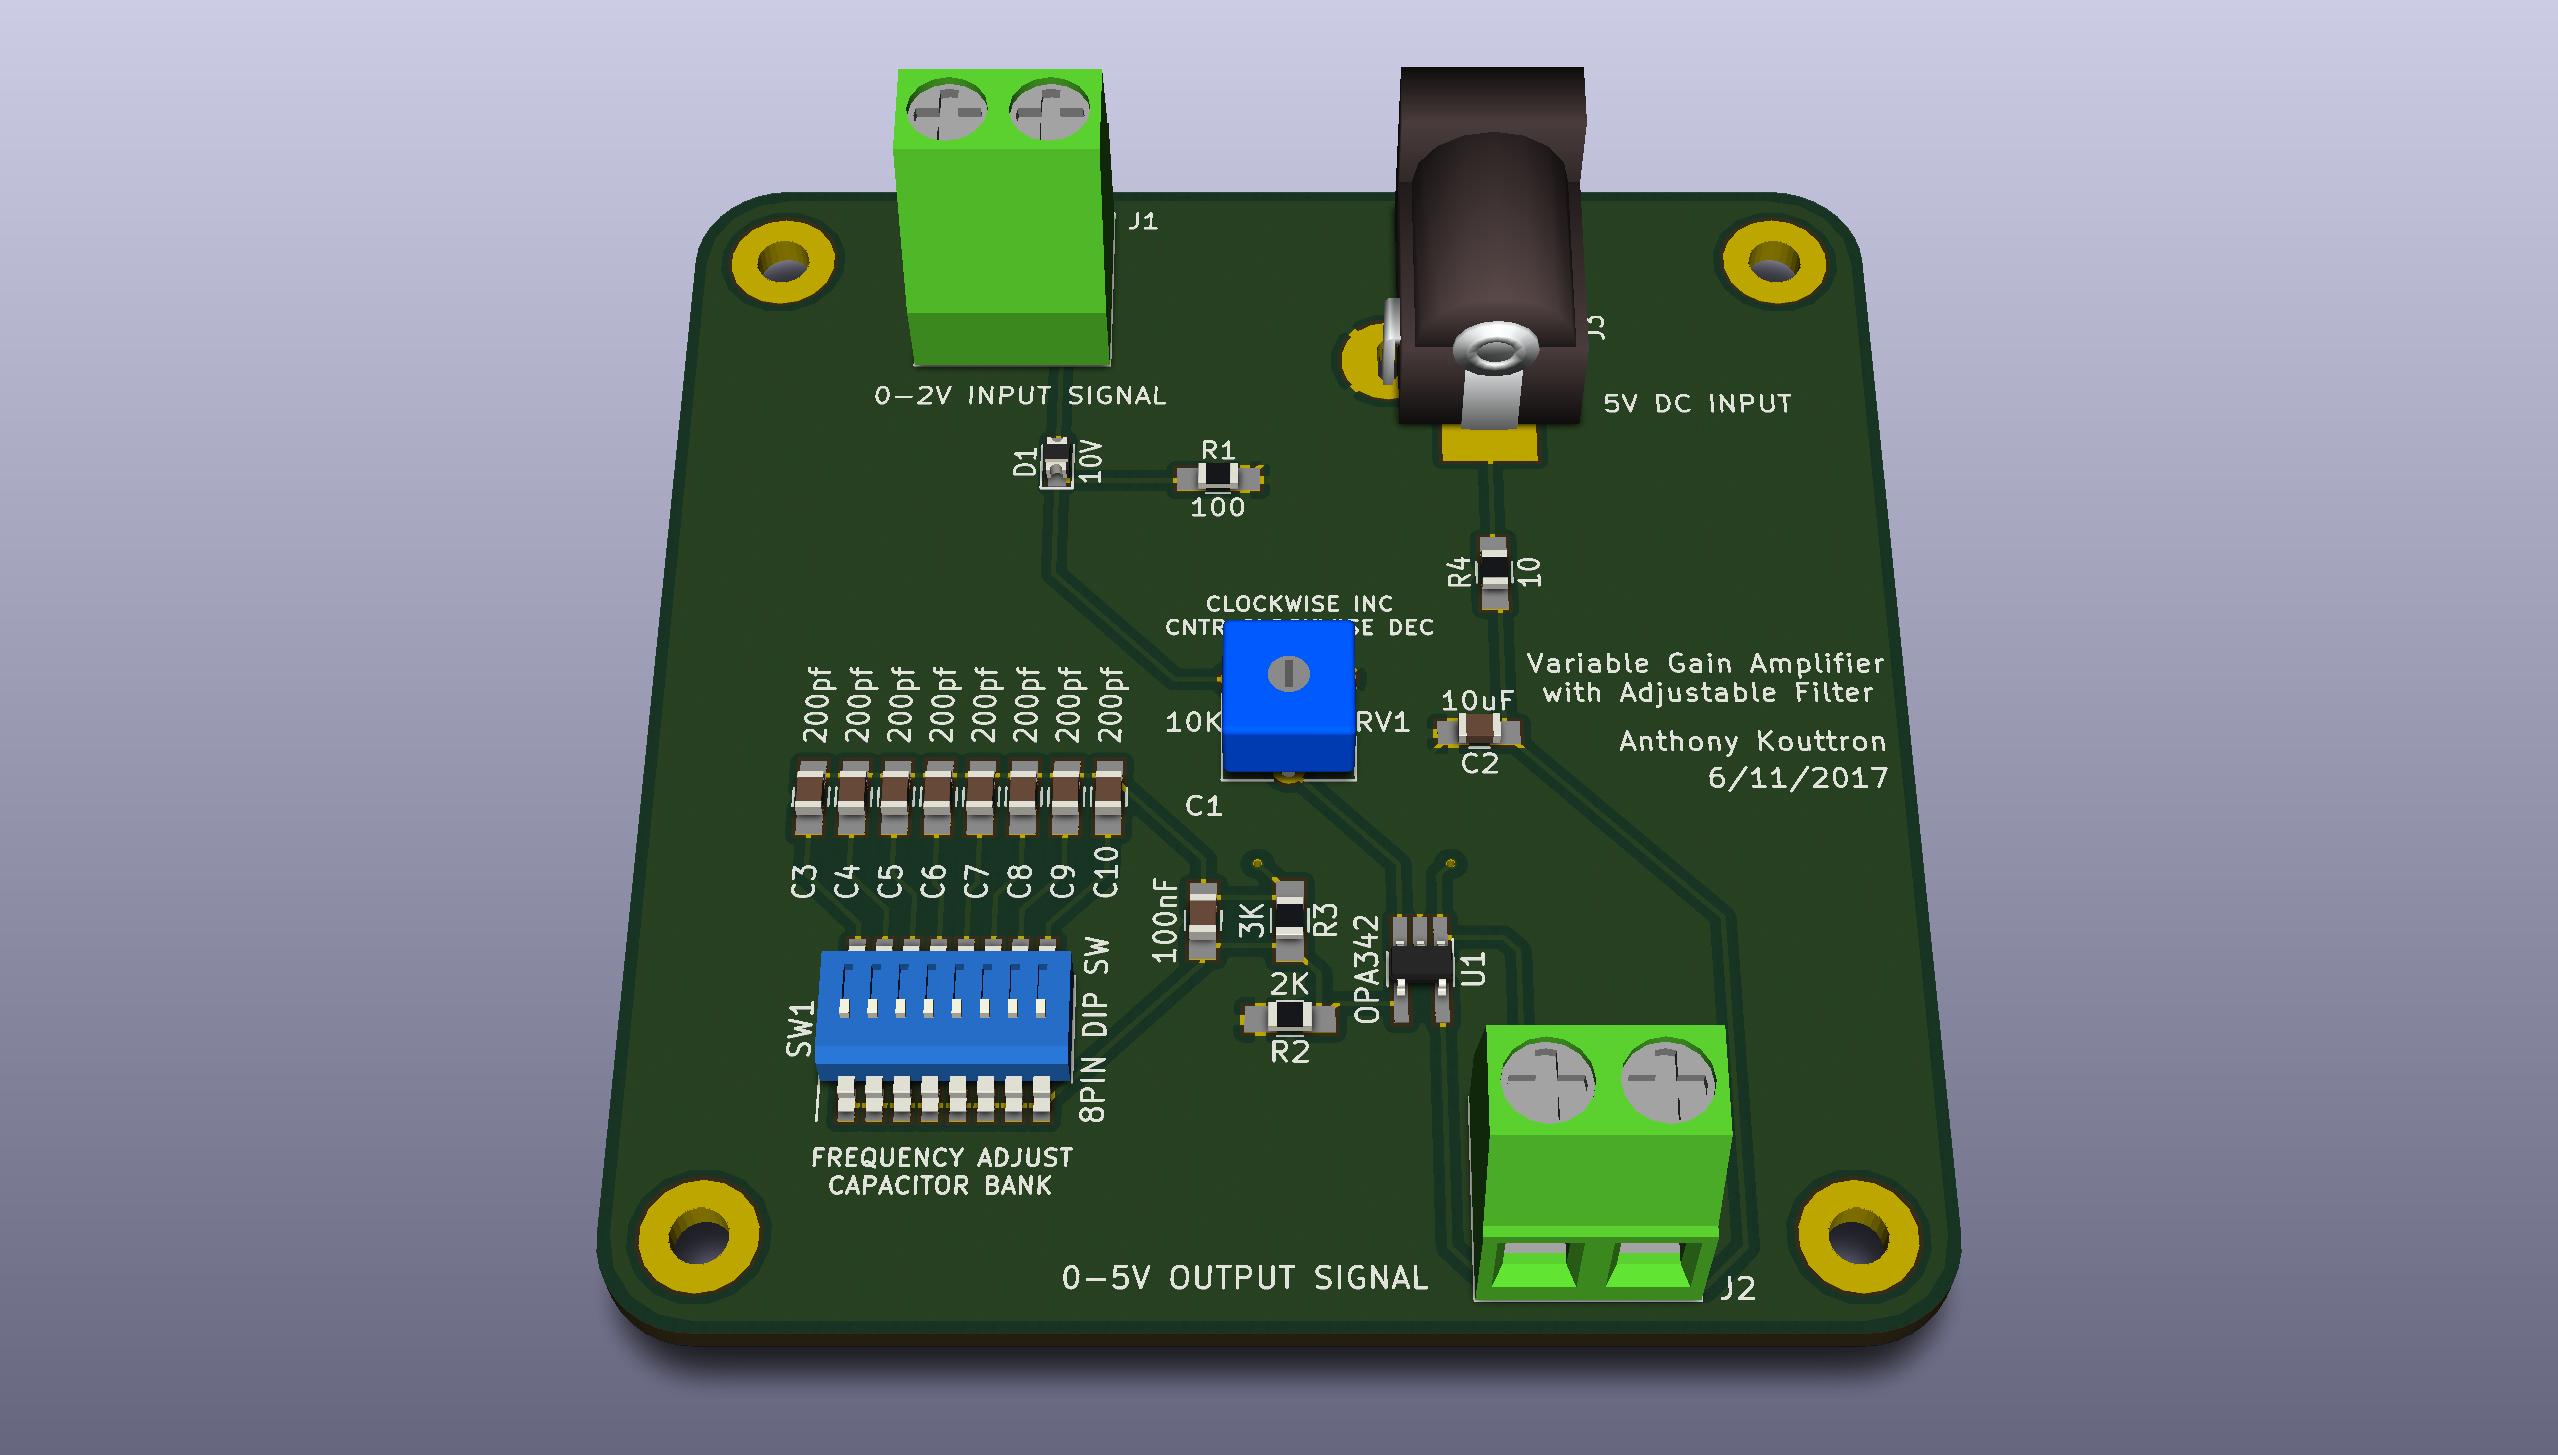 J1
0-2V INPUT SIGNAL
J3
5V DC INPUT
D1
10V
R1
100
R4
10
CLOCKWISE INC
CNTR CLOCKWISE DEC
10K
RV1
10uF
C2
Variable Gain Amplifier
with Adjustable Filter
Anthony Kouttron
6/11/2017
200pf
200pf
200pf
200pf
200pf
200pf
200pf
200pf
C3
C4
C5
C6
C7
C8
C9
C10
C1
100nF
3K
R3
2K
R2
OPA342
U1
SW1
8PIN DIP SW
FREQUENCY ADJUST
CAPACITOR BANK
0-5V OUTPUT SIGNAL
J2